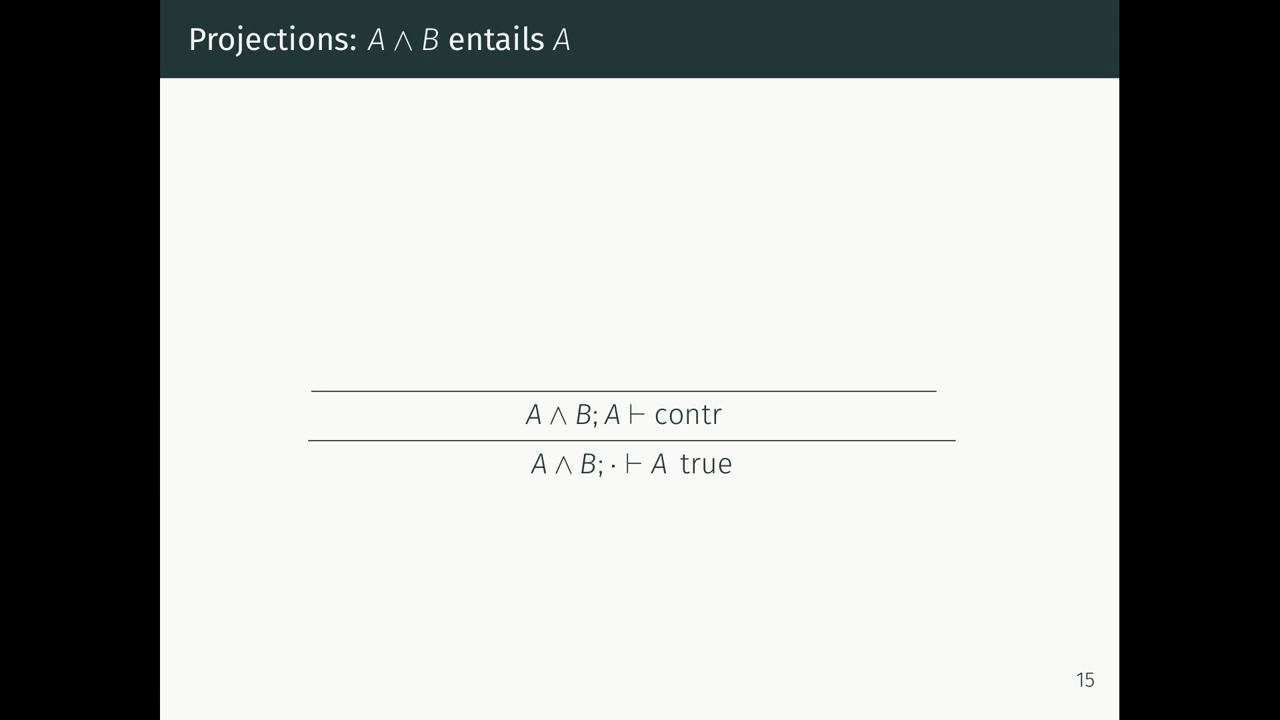 Projections: A ∧ B entails A
A ∧ B; A ⊢ contr
A ∧ B; · ⊢ A true
15